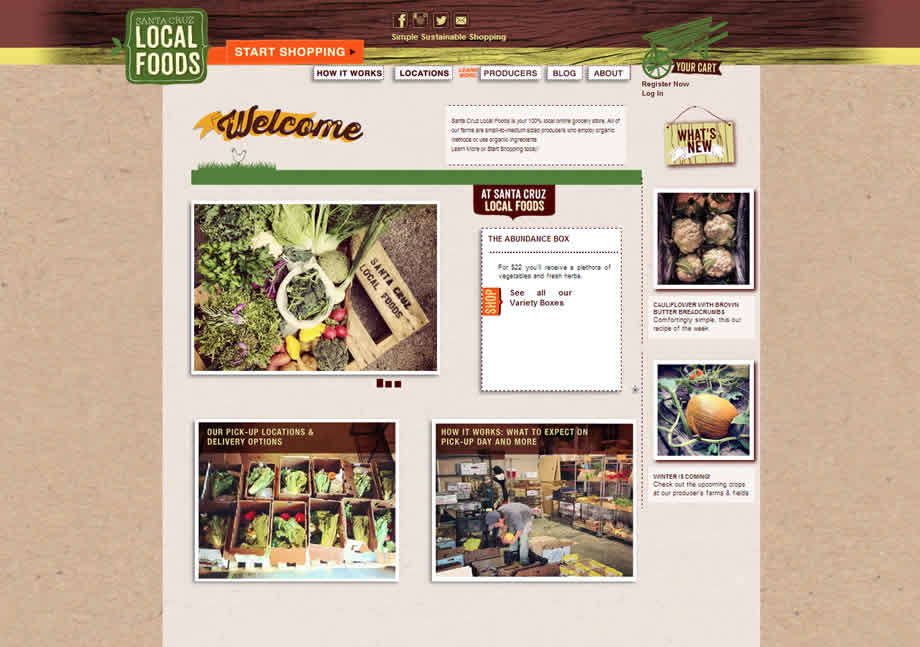 SANTA CRUZ
LOCAL
FOODS
Simple Sustainable Shopping
START SHOPPING
HOW IT WORKS
LOCATIONS
LEARN
MORE!
PRODUCERS
BLOG
ABOUT
YOUR CART
Register Now
Log In
Welcome
Santa Cruz Local Foods is your 100% local online grocery store. All of
our farms are small-to-medium sized producers who employ organic
methods or use organic ingredients.
Learn More or Start Shopping today!
WHAT'S
NEW
AT SANTA CRUZ
LOCAL FOODS
SANTA CRUZ
LOCAL FOODS
THE ABUNDANCE BOX
For $22 you'll receive a plethora of
vegetables and fresh herbs.
SHOP
See all our
Variety Boxes
CAULIFLOWER WITH BROWN
BUTTER BREADCRUMBS
Comfortingly simple, this our
recipe of the week.
OUR PICK-UP LOCATIONS &
DELIVERY OPTIONS
HOW IT WORKS: WHAT TO EXPECT ON
PICK-UP DAY AND MORE
WINTER IS COMING!
Check out the upcoming crops
at our producer's farms & fields